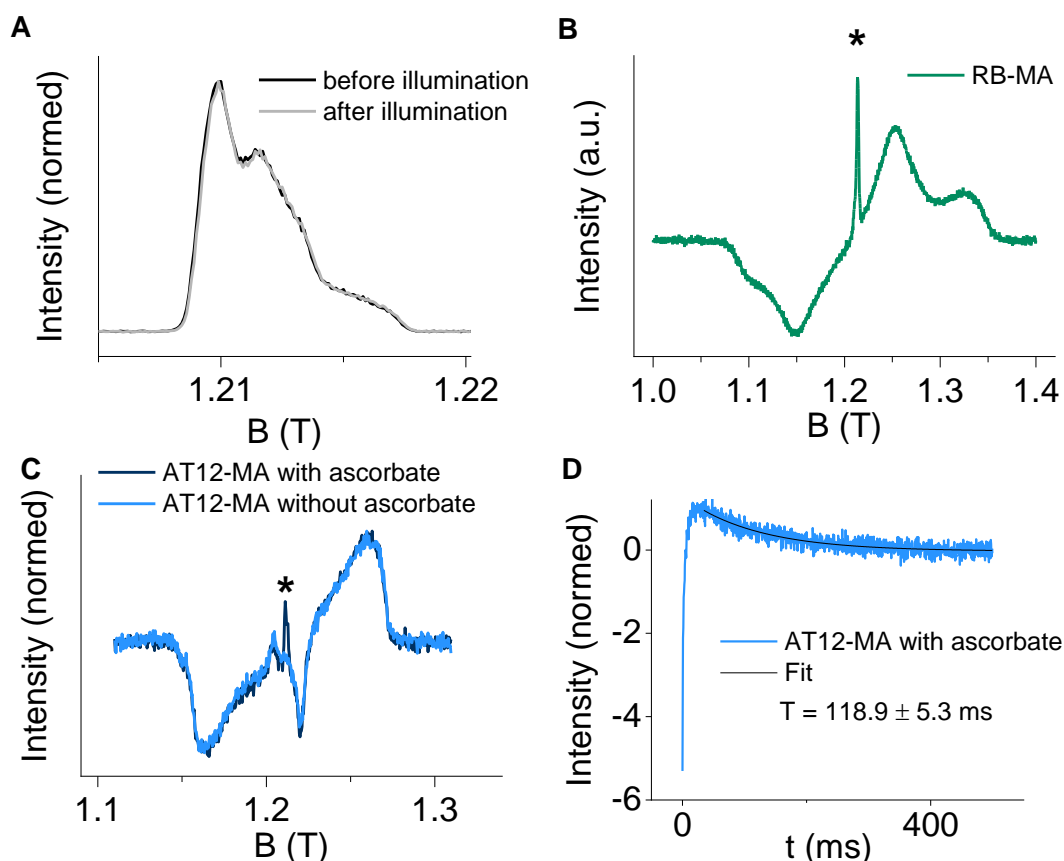 A
before illumination
after illumination
Intensity (normed)
1.21
1.22
B (T)
B
*
RB-MA
Intensity (a.u.)
1.0
1.1
1.2
1.3
1.4
B (T)
C
AT12-MA with ascorbate
AT12-MA without ascorbate
*
Intensity (normed)
1.1
1.2
1.3
B (T)
D
Intensity (normed)
0
-2
-4
-6
AT12-MA with ascorbate
Fit
T = 118.9 ± 5.3 ms
0
400
t (ms)